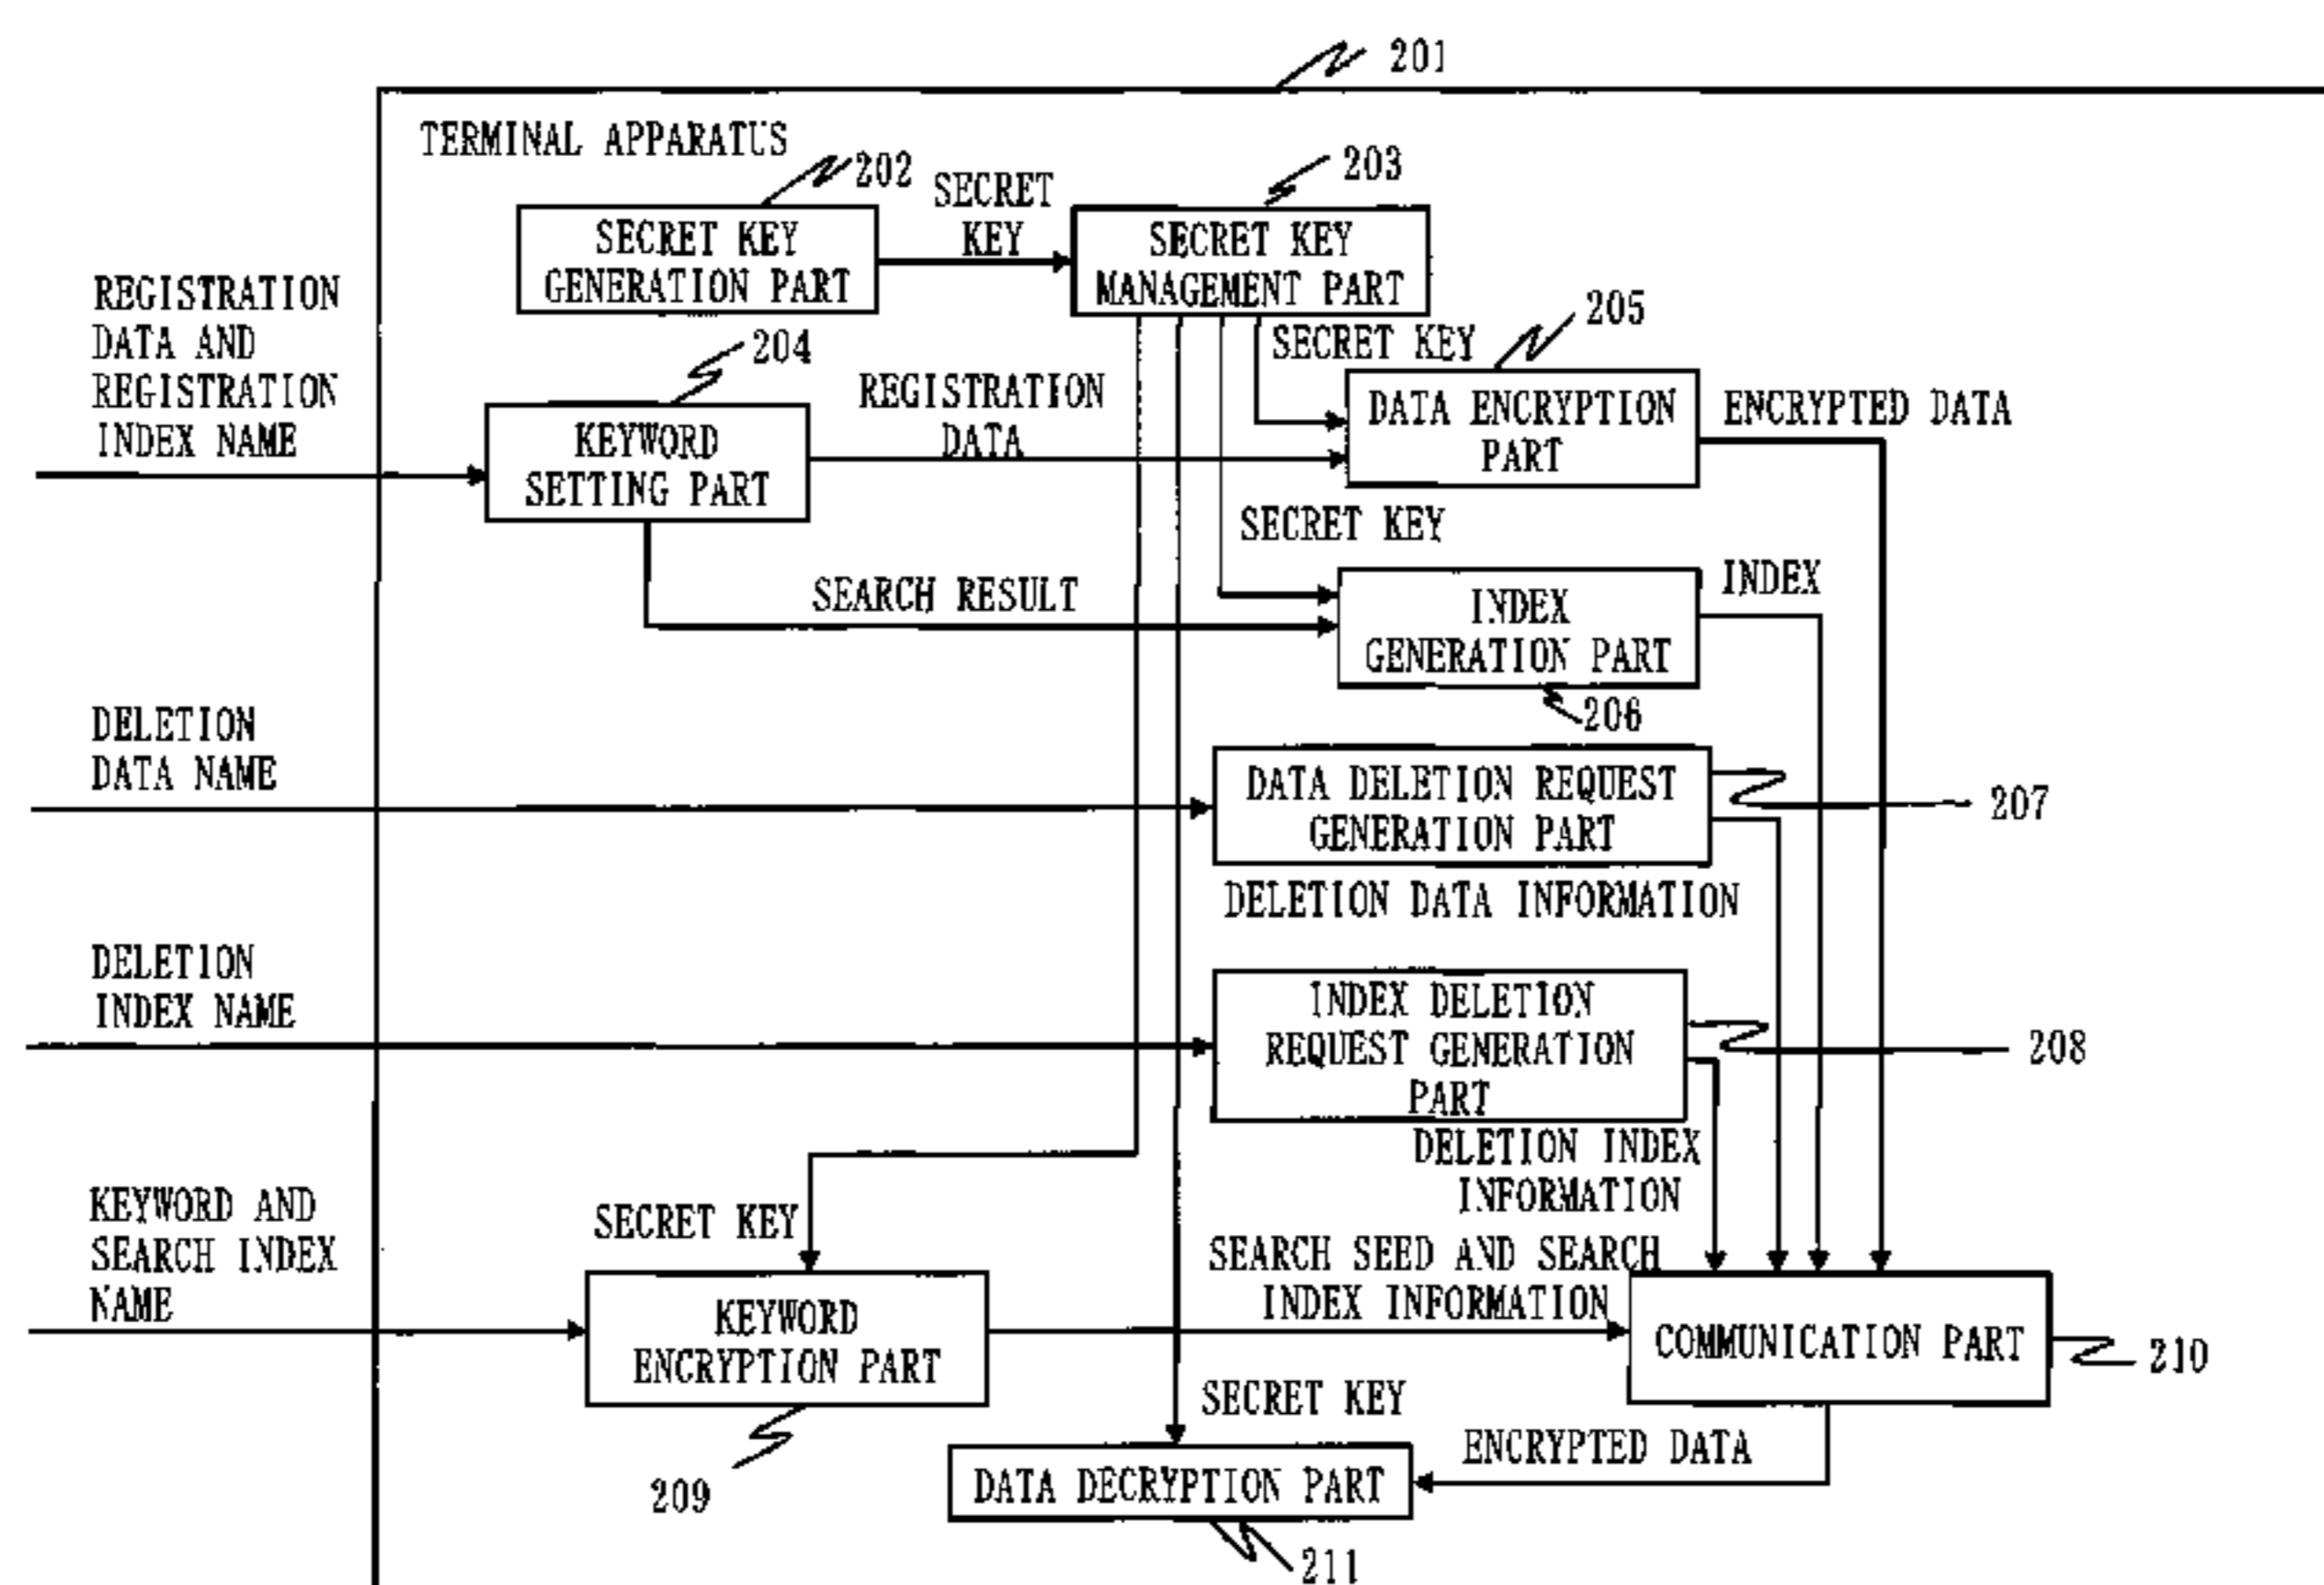 201
TERMINAL APPARATUS
202
SECRET
KEY
203
SECRET KEY
GENERATION PART
SECRET KEY
MANAGEMENT PART
REGISTRATION
DATA AND
REGISTRATION
INDEX NAME
204
KEYWORD
SETTING PART
REGISTRATION
DATA
SECRET KEY
205
DATA ENCRYPTION
PART
ENCRYPTED DATA
SECRET KEY
SEARCH RESULT
INDEX
GENERATION PART
INDEX
206
DELETION
DATA NAME
DATA DELETION REQUEST
GENERATION PART
207
DELETION DATA INFORMATION
DELETION
INDEX NAME
INDEX DELETION
REQUEST GENERATION
PART
208
DELETION INDEX
INFORMATION
KEYWORD AND
SEARCH INDEX
NAME
SECRET KEY
KEYWORD
ENCRYPTION PART
209
SEARCH SEED AND SEARCH
INDEX INFORMATION
COMMUNICATION PART
210
SECRET KEY
ENCRYPTED DATA
DATA DECRYPTION PART
211